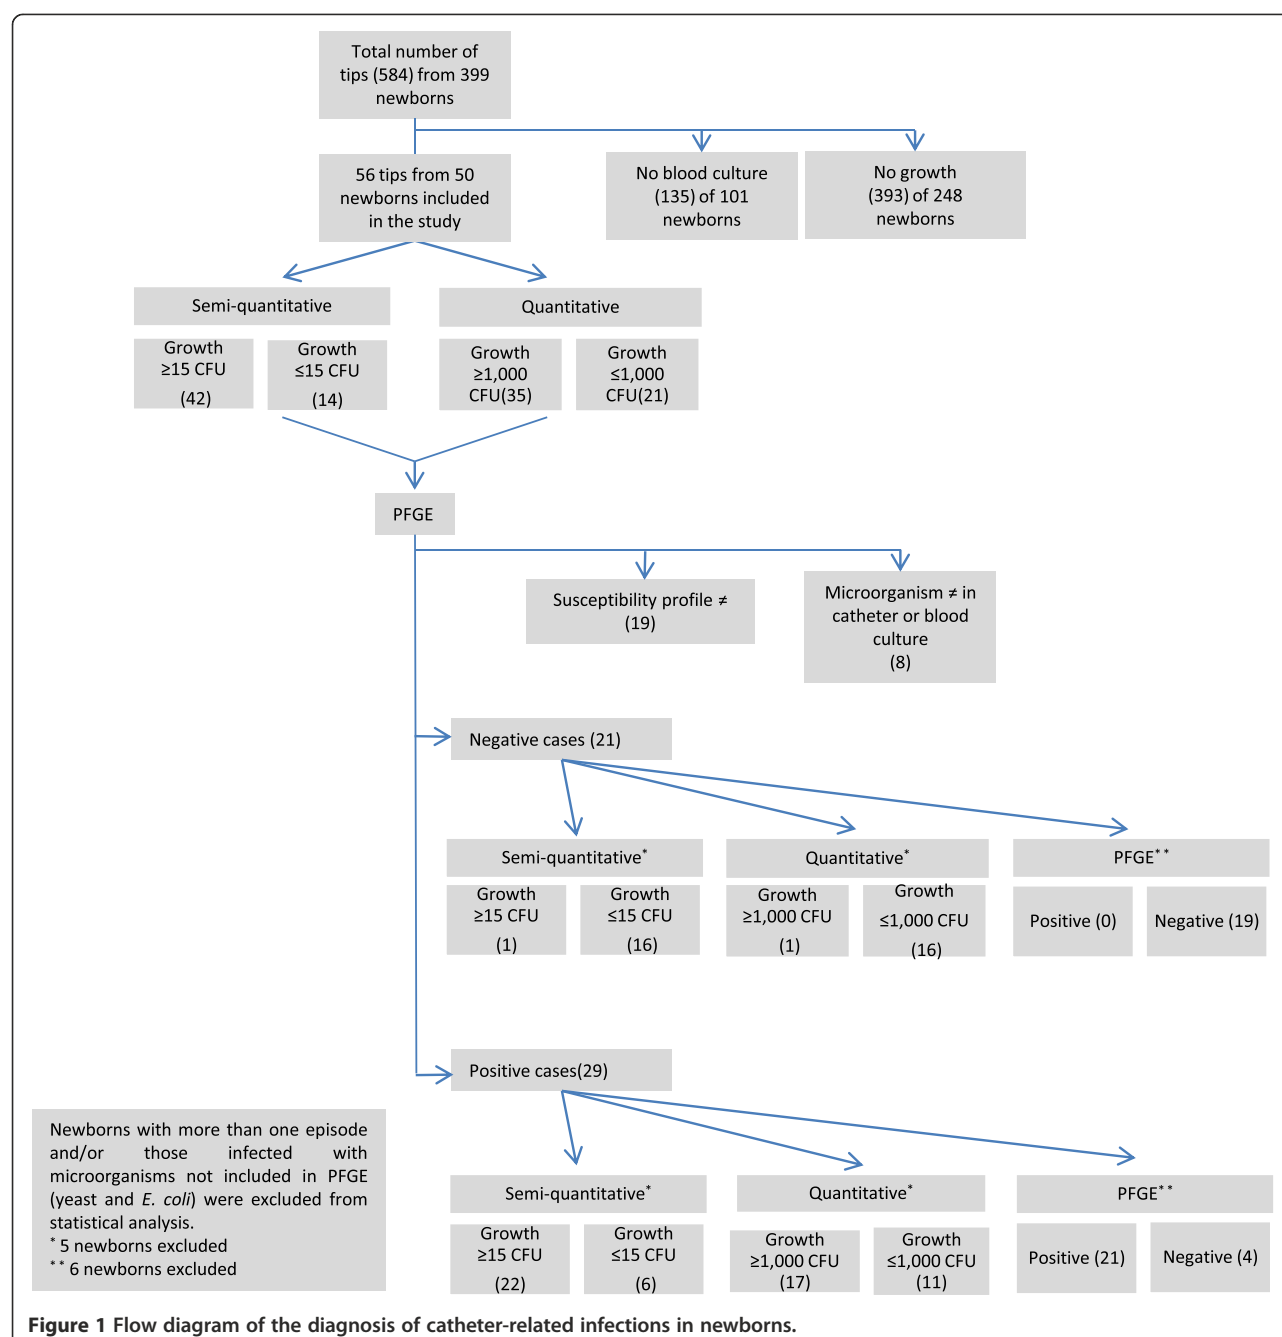 Total number of
tips (584) from 399
newborns
56 tips from 50
newborns included
in the study
No blood culture
(135) of 101
newborns
No growth
(393) of 248
newborns
Semi-quantitative
Quantitative
Growth
≥15 CFU
(42)
Growth
≤15 CFU
(14)
Growth
≥1,000
CFU(35)
Growth
≤1,000
CFU(21)
PFGE
Susceptibility profile ≠
(19)
Microorganism ≠ in
catheter or blood
culture
(8)
Negative cases (21)
Semi-quantitative*
Quantitative*
PFGE**
Growth
≥15 CFU
(1)
Growth
≤15 CFU
(16)
Growth
≥1,000 CFU
(1)
Growth
≤1,000 CFU
(16)
Positive (0)
Negative (19)
Positive cases(29)
Semi-quantitative*
Quantitative*
PFGE**
Growth
≥15 CFU
(22)
Growth
≤15 CFU
(6)
Growth
≥1,000 CFU
(17)
Growth
≤1,000 CFU
(11)
Positive (21)
Negative (4)
Newborns with more than one episode
and/or those infected with
microorganisms not included in PFGE
(yeast and E. coli) were excluded from
statistical analysis.
* 5 newborns excluded
** 6 newborns excluded
Figure 1 Flow diagram of the diagnosis of catheter-related infections in newborns.